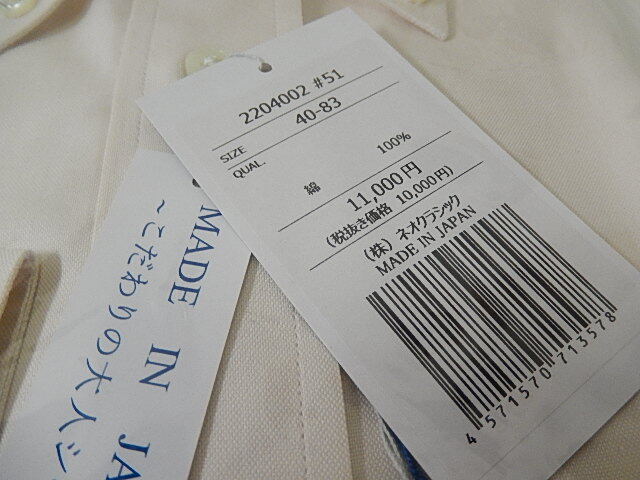 2204002 #51
SIZE 40-83
QUAL.
綿 100%
11,000円
(税抜き価格 10,000円)
(株) ネオクラシック
MADE IN JAPAN
4 571570 713578
MADE IN JA
~こだわりの大人シ